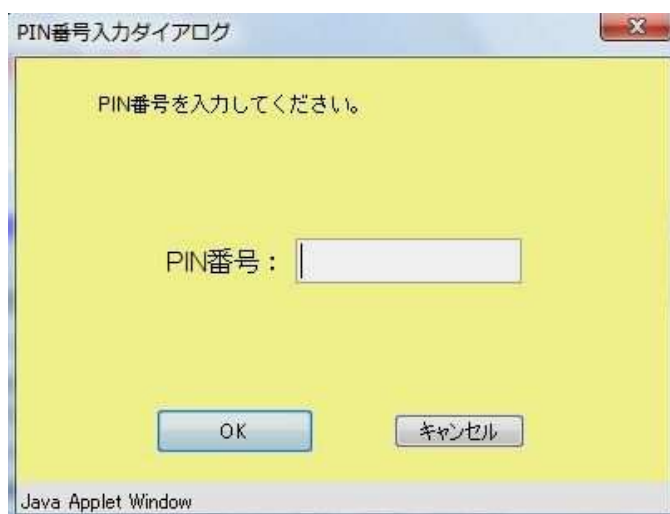 PIN番号入力ダイアログ
PIN番号を入力してください。
PIN番号：
OK
キャンセル
Java Applet Window